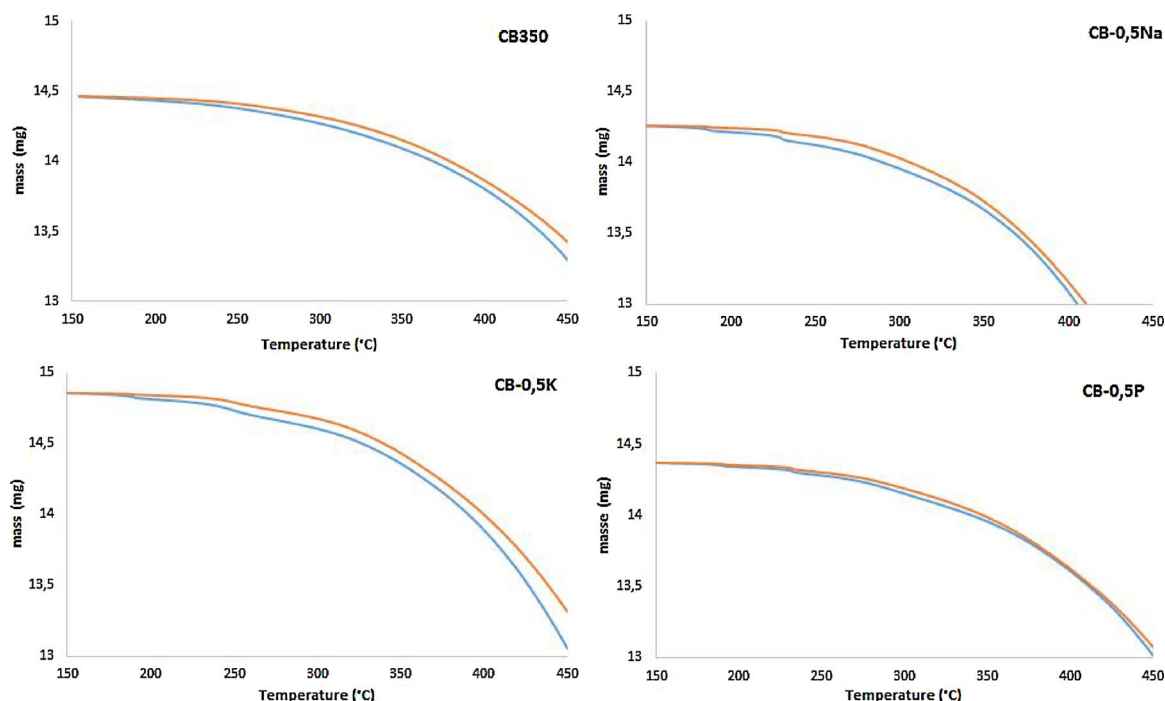 CB350
15
14,5
14
13,5
13
mass (mg)
150 200 250 300 350 400 450
Temperature (°C)
CB-0,5Na
15
14,5
14
13,5
13
mass (mg)
150 200 250 300 350 400 450
Temperature (°C)
CB-0,5K
15
14,5
14
13,5
13
mass (mg)
150 200 250 300 350 400 450
Temperature (°C)
CB-0,5P
15
14,5
14
13,5
13
masse (mg)
150 200 250 300 350 400 450
Temperature (°C)